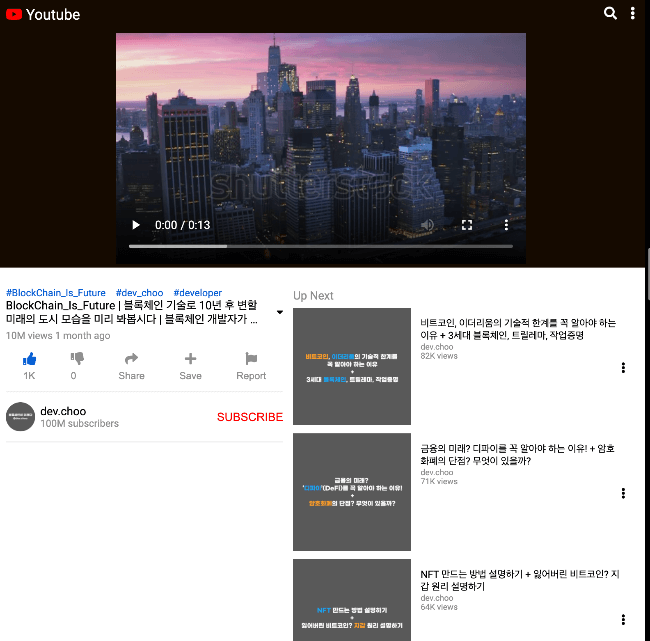 Youtube
shutterstock
0:00 / 0:13
#BlockChain_Is_Future #dev_choo #developer
BlockChain_Is_Future | 블록체인 기술로 10년 후 변할
미래의 도시 모습을 미리 봐봅시다 | 블록체인 개발자가 ...
10M views 1 month ago
1K
0
Share
Save
Report
dev.choo
100M subscribers
SUBSCRIBE
Up Next
비트코인, 이더리움의 기술적 한계를
꼭 알아야 하는 이유
+
3세대 블록체인, 트릴레마, 작업증명
비트코인, 이더리움의 기술적 한계를 꼭 알아야 하는
이유 + 3세대 블록체인, 트릴레마, 작업증명
dev.choo
82K views
금융의 미래?
'디파이'(DeFi)를 꼭 알아야 하는 이유!
+
암호화폐의 단점? 무엇이 있을까?
금융의 미래? 디파이를 꼭 알아야 하는 이유! + 암호
화폐의 단점? 무엇이 있을까?
dev.choo
71K views
NFT 만드는 방법 설명하기
+
잃어버린 비트코인? 지갑 원리 설명하기
NFT 만드는 방법 설명하기 + 잃어버린 비트코인? 지
갑 원리 설명하기
dev.choo
64K views